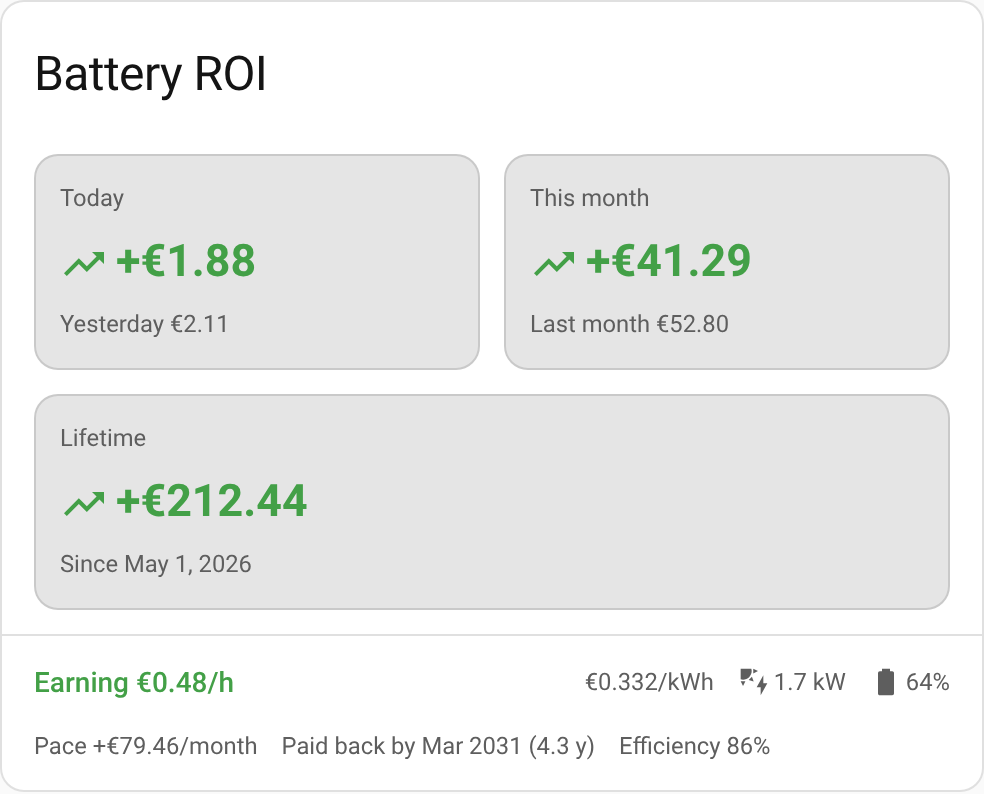 Battery ROI
Today
+€1.88
Yesterday €2.11
This month
+€41.29
Last month €52.80
Lifetime
+€212.44
Since May 1, 2026
Earning €0.48/h
€0.332/kWh 1.7 kW 64%
Pace +€79.46/month Paid back by Mar 2031 (4.3 y) Efficiency 86%